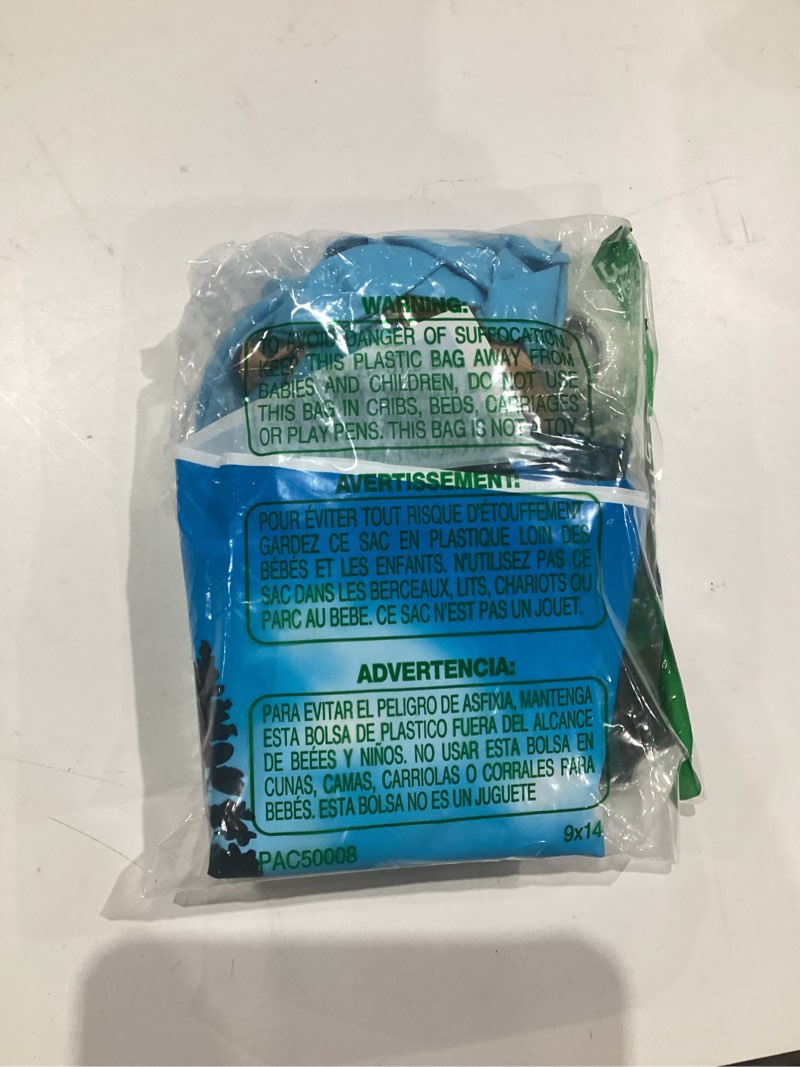 WARNING:
TO AVOID DANGER OF SUFFOCATION,
KEEP THIS PLASTIC BAG AWAY FROM
BABIES AND CHILDREN, DO NOT USE
THIS BAG IN CRIBS, BEDS, CARRIAGES
OR PLAY PENS. THIS BAG IS NOT A TOY.
AVERTISSEMENT:
POUR ÉVITER TOUT RISQUE D'ÉTOUFFEMENT,
GARDEZ CE SAC EN PLASTIQUE LOIN DES
BÉBÉS ET LES ENFANTS. N'UTILISEZ PAS CE
SAC DANS LES BERCEAUX, LITS, CHARIOTS OU
PARC AU BEBE. CE SAC N'EST PAS UN JOUET.
ADVERTENCIA:
PARA EVITAR EL PELIGRO DE ASFIXIA, MANTENGA
ESTA BOLSA DE PLASTICO FUERA DEL ALCANCE
DE BEÉES Y NIÑOS. NO USAR ESTA BOLSA EN
CUNAS, CAMAS, CARRIOLAS O CORRALES PARA
BEBÉS. ESTA BOLSA NO ES UN JUGUETE
9x14
PAC50008